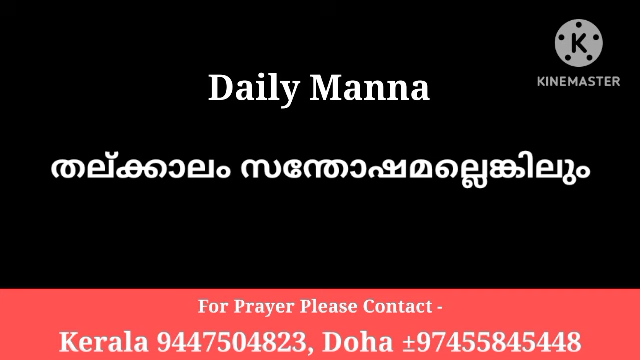 K
KINEMASTER
Daily Manna
തല്ക്കാലം സന്തോഷമല്ലെങ്കിലും
For Prayer Please Contact -
Kerala 9447504823, Doha ±97455845448